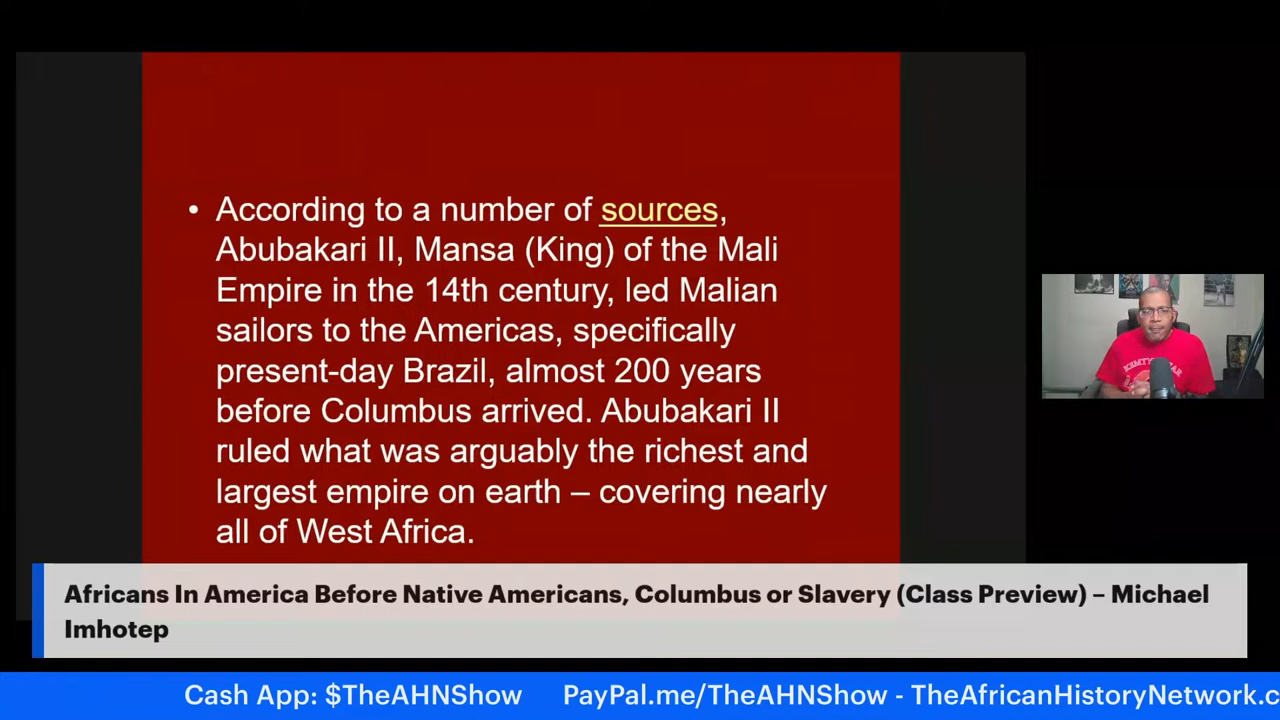 • According to a number of sources,
Abubakari II, Mansa (King) of the Mali
Empire in the 14th century, led Malian
sailors to the Americas, specifically
present-day Brazil, almost 200 years
before Columbus arrived. Abubakari II
ruled what was arguably the richest and
largest empire on earth – covering nearly
all of West Africa.
Africans In America Before Native Americans, Columbus or Slavery (Class Preview) – Michael
Imhotep
Cash App: $TheAHNShow PayPal.me/TheAHNShow - TheAfricanHistoryNetwork.c